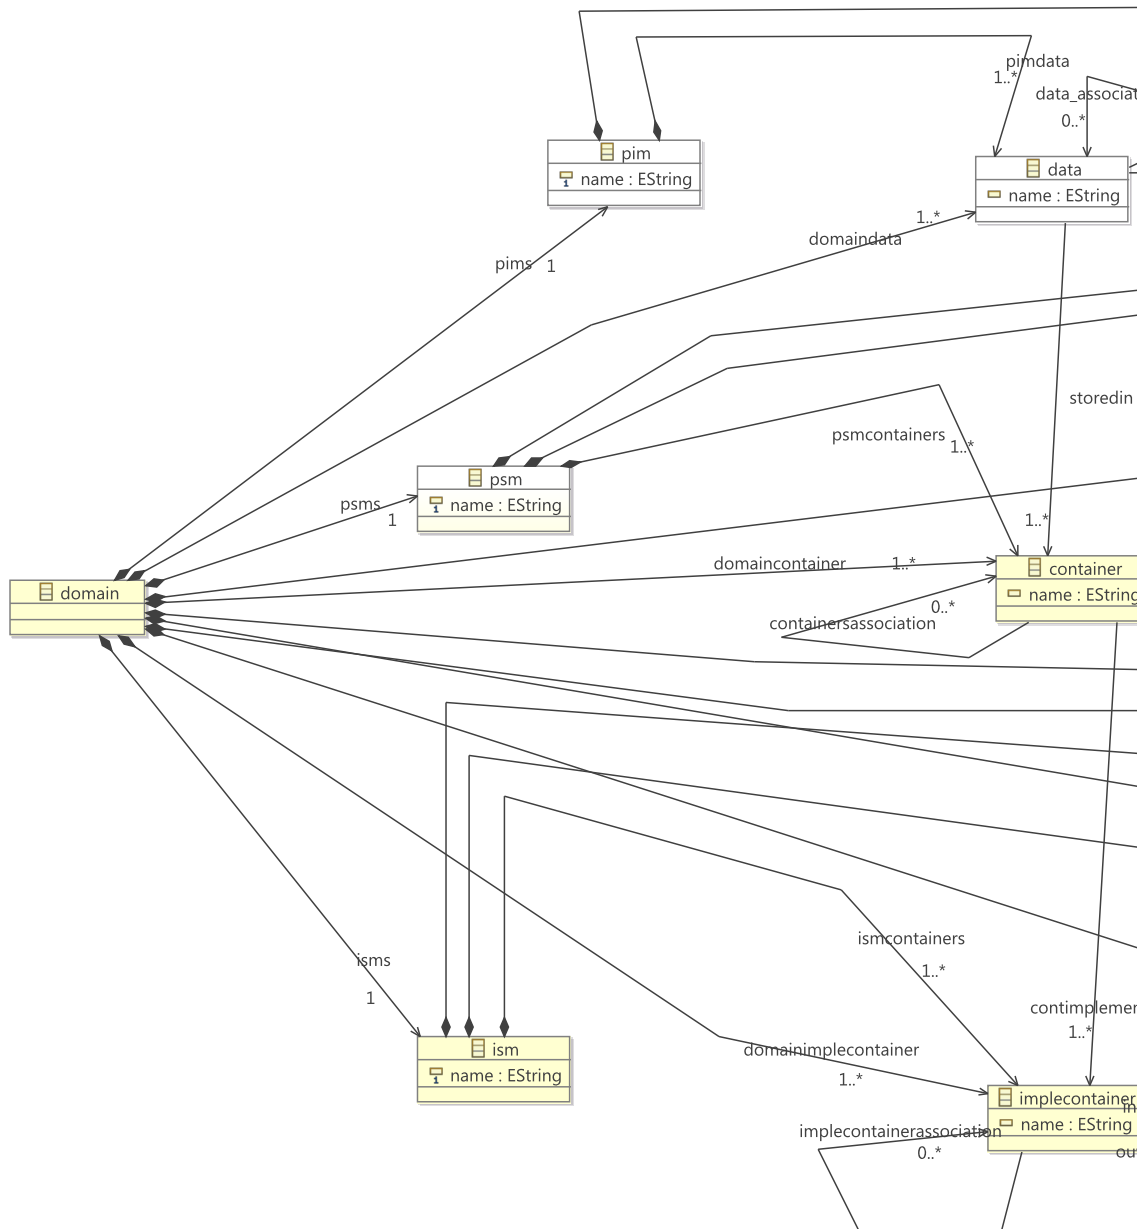 pimdata
1..*
data_associat
0..*
pim
name : EString
data
name : EString
1..*
domaindata
pims
1
storedin
psmcontainers
1..*
psm
name : EString
psms
1
1..*
domaincontainer
1..*
container
name : EString
domain
0..*
containersassociation
ismcontainers
1..*
isms
1
contimplemen
1..*
ism
name : EString
domainimplecontainer
1..*
implecontainer
in
name : EString
implecontainerassociation
0..*
out